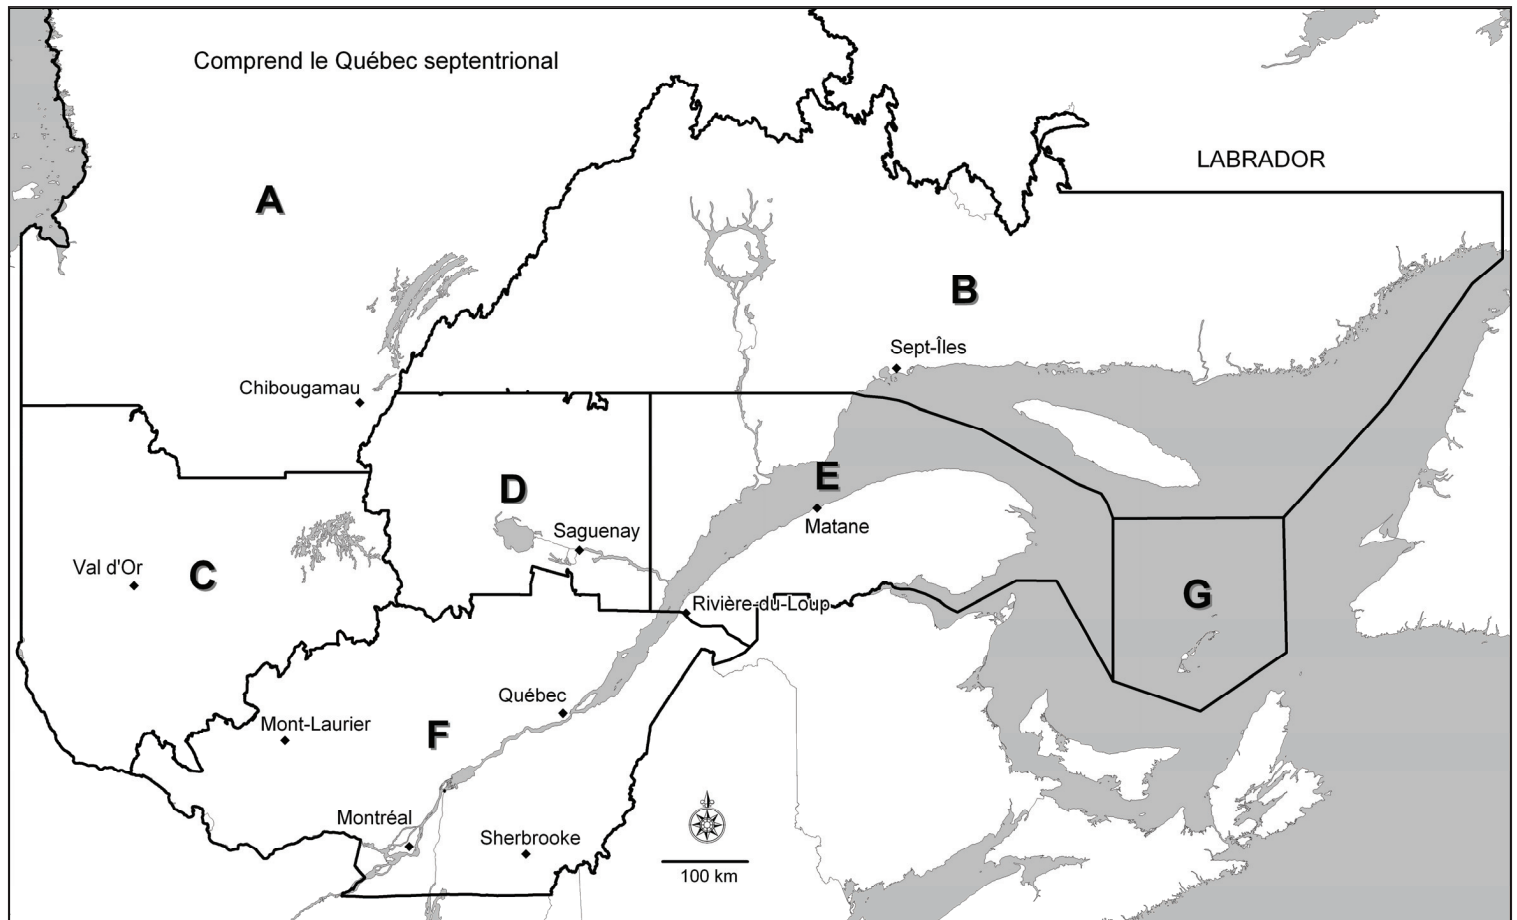 Comprend le Québec septentrional
LABRADOR
A
B
Sept-Îles
Chibougamau
E
D
Matane
Saguenay
Val d'Or
C
G
Rivière-du-Loup
Québec
Mont-Laurier
F
Montréal
Sherbrooke
100 km